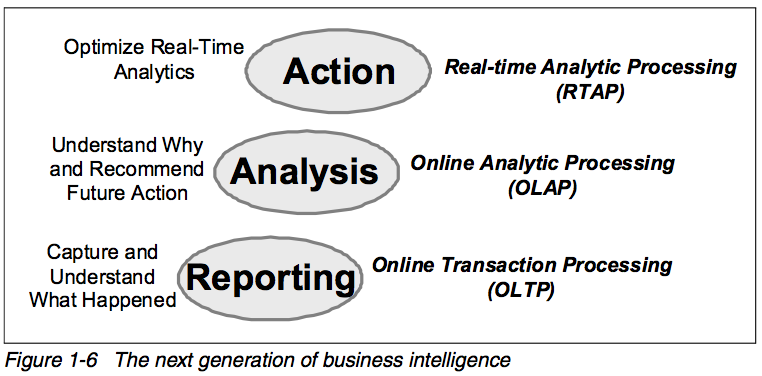 Optimize Real-Time
Analytics
Action
Real-time Analytic Processing
(RTAP)
Understand Why
and Recommend
Future Action
Analysis
Online Analytic Processing
(OLAP)
Capture and
Understand
What Happened
Reporting
Online Transaction Processing
(OLTP)
Figure 1-6 The next generation of business intelligence